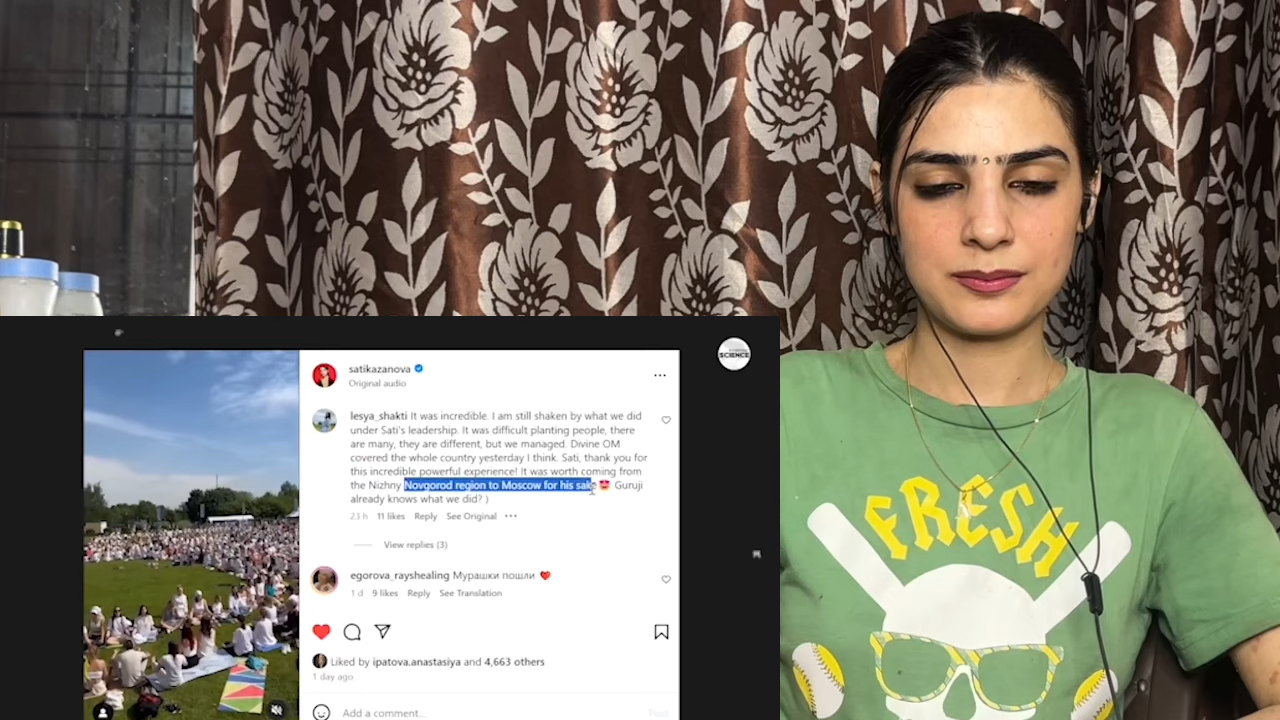 SCIENCE
satikazanova
Original audio
lesya_shakti It was incredible. I am still shaken by what we did
under Sati's leadership. It was difficult planting people, there
are many, they are different, but we managed. Divine OM
covered the whole country yesterday I think. Sati, thank you for
this incredible powerful experience! It was worth coming from
the Nizhny Novgorod region to Moscow for his sake 😍 Guruji
already knows what we did? )
23 h 11 likes Reply See Original •••
View replies (3)
egorova_rayshealing Мурашки пошли ❤️
1 d 9 likes Reply See Translation
Liked by ipatova.anastasiya and 4,663 others
1 day ago
Add a comment...
Post
FRESH